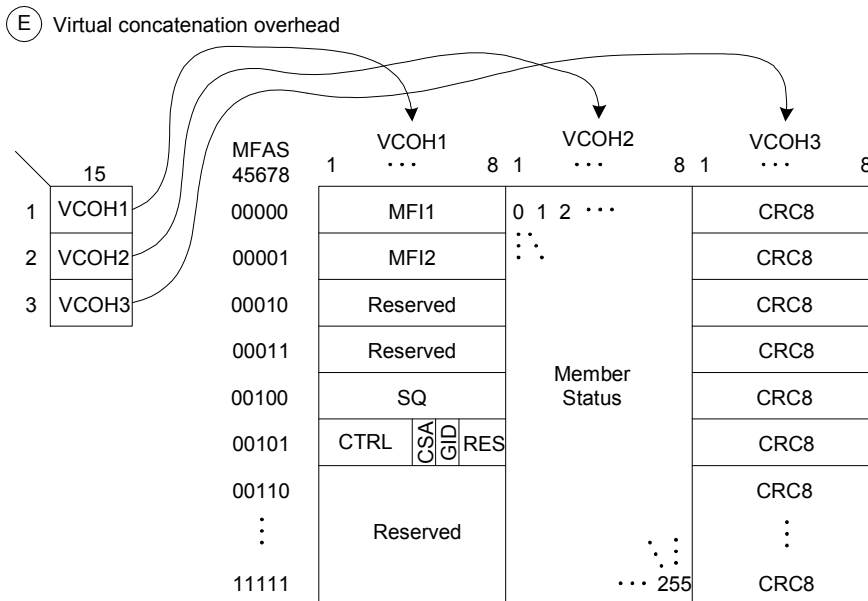 E Virtual concatenation overhead
VCOH1 VCOH2 VCOH3
MFAS
45678
1 ... 8 1 ... 8 1 ... 8
15
1 VCOH1 00000 MFI1 0 1 2 ... CRC8
2 VCOH2 00001 MFI2 CRC8
3 VCOH3 00010 Reserved CRC8
00011 Reserved CRC8
Member
Status
00100 SQ CRC8
00101 CTRL CSA GID RES CRC8
00110 CRC8
Reserved
11111 ... 255 CRC8